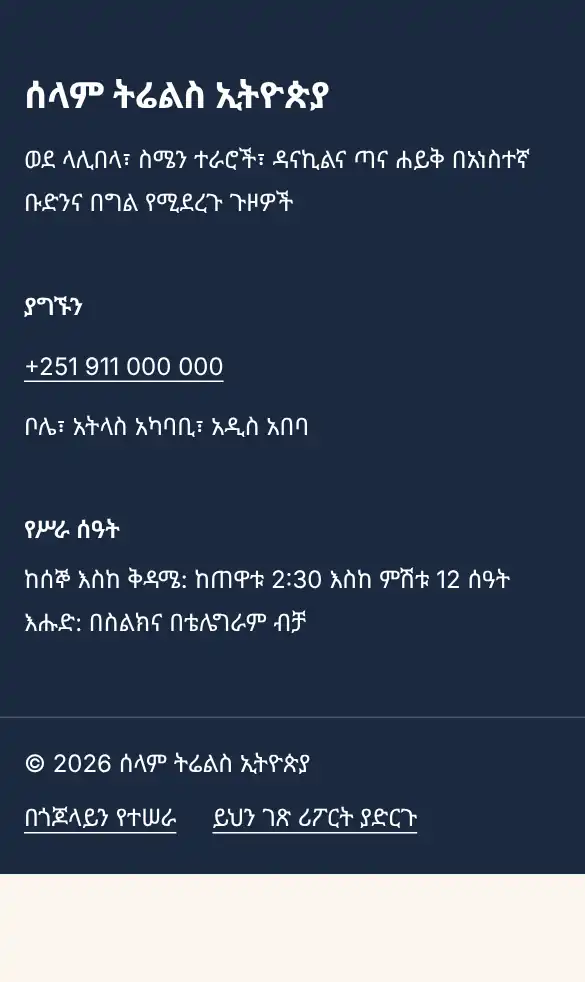 ሰላም ትሬልስ ኢትዮጵያ
ወደ ላሊበላ፣ ስሜን ተራሮች፣ ዳናኪልና ጣና ሐይቅ በአነስተኛ
ቡድንና በግል የሚደረጉ ጉዞዎች
ያግኙን
+251 911 000 000
ቦሌ፣ አትላስ አካባቢ፣ አዲስ አበባ
የሥራ ሰዓት
ከሰኞ እስከ ቅዳሜ: ከጠዋቱ 2:30 እስከ ምሽቱ 12 ሰዓት
እሑድ: በስልክና በቴሌግራም ብቻ
© 2026 ሰላም ትሬልስ ኢትዮጵያ
በጎጆላይን የተሠራ ይህን ገጽ ሪፖርት ያድርጉ